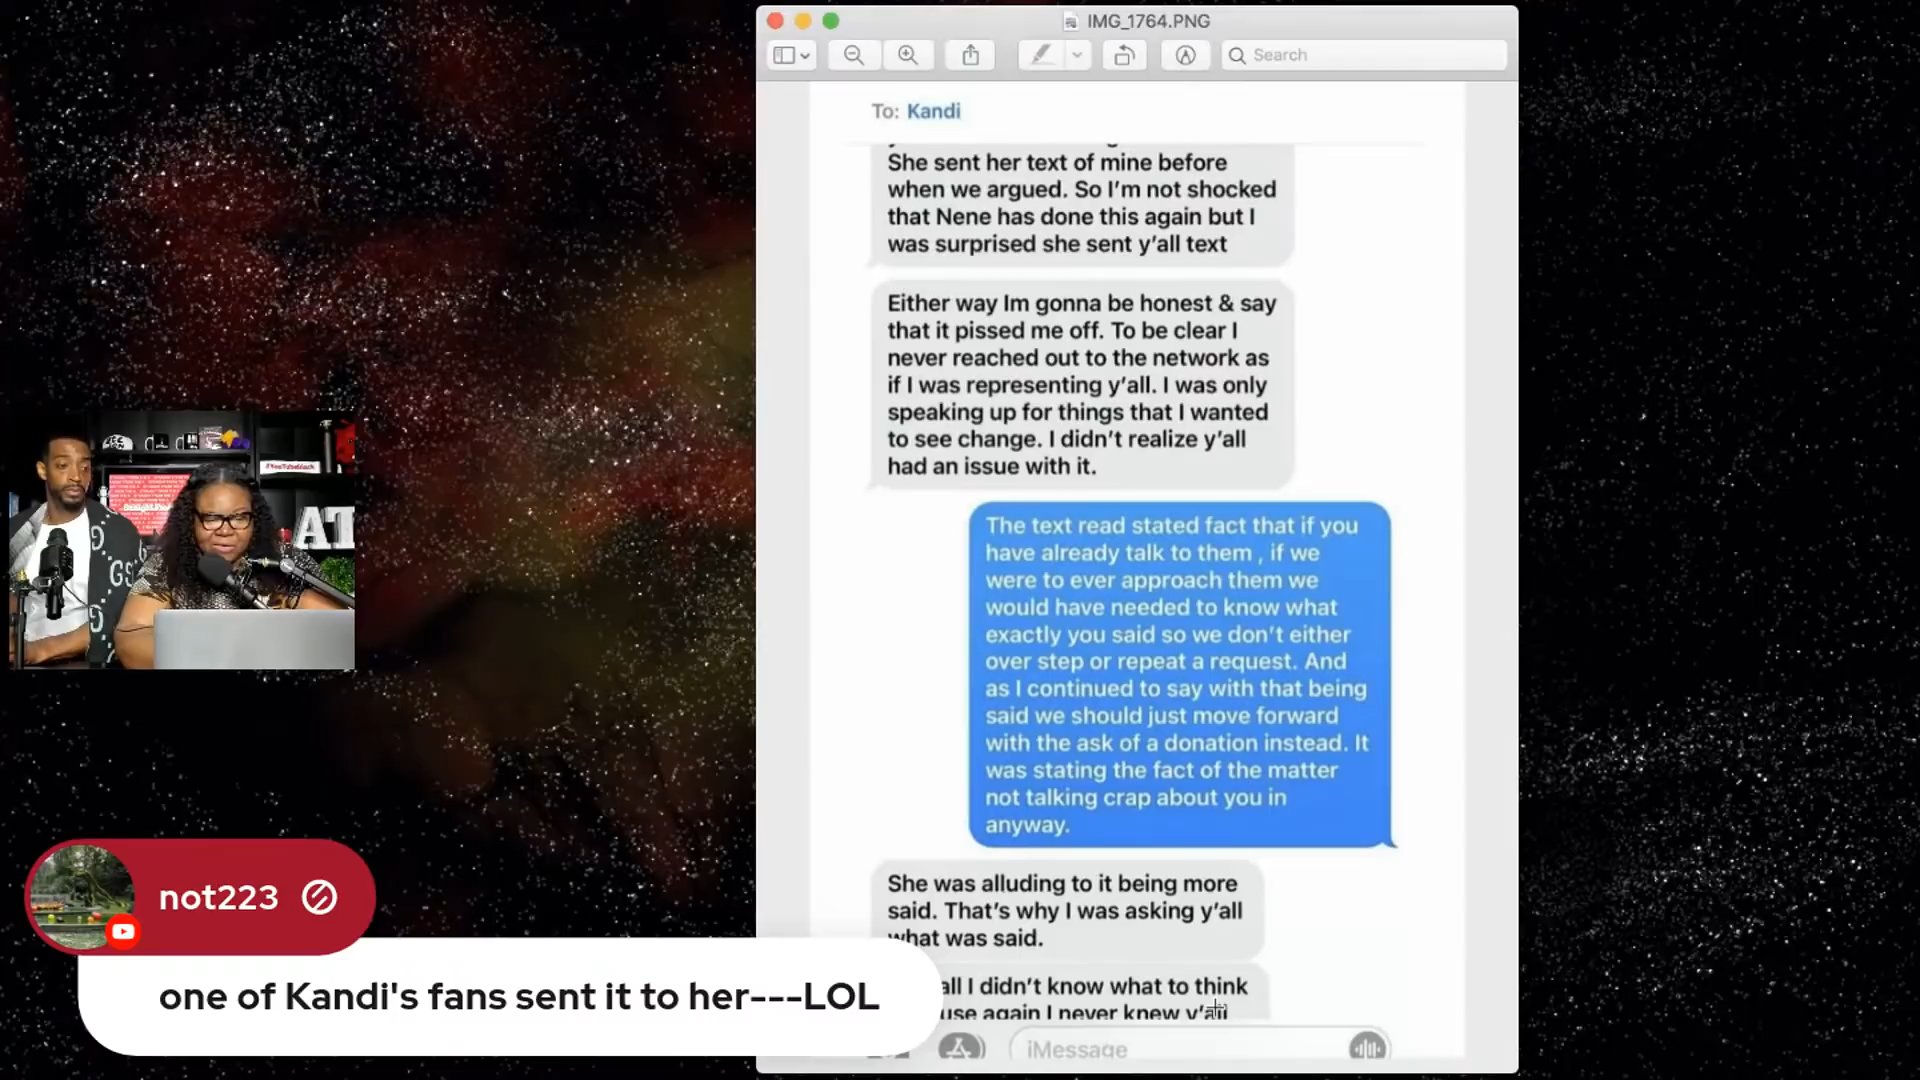 IMG_1764.PNG
Search
To: Kandi
She sent her text of mine before
when we argued. So I'm not shocked
that Nene has done this again but I
was surprised she sent y'all text
Either way Im gonna be honest & say
that it pissed me off. To be clear I
never reached out to the network as
if I was representing y'all. I was only
speaking up for things that I wanted
to see change. I didn't realize y'all
had an issue with it.
The text read stated fact that if you
have already talk to them , if we
were to ever approach them we
would have needed to know what
exactly you said so we don't either
over step or repeat a request. And
as I continued to say with that being
said we should just move forward
with the ask of a donation instead. It
was stating the fact of the matter
not talking crap about you in
anyway.
She was alluding to it being more
said. That's why I was asking y'all
what was said.
all I didn't know what to think
use again I never knew y'all
iMessage
#YouTubeBlack
AT
not223
one of Kandi's fans sent it to her---LOL